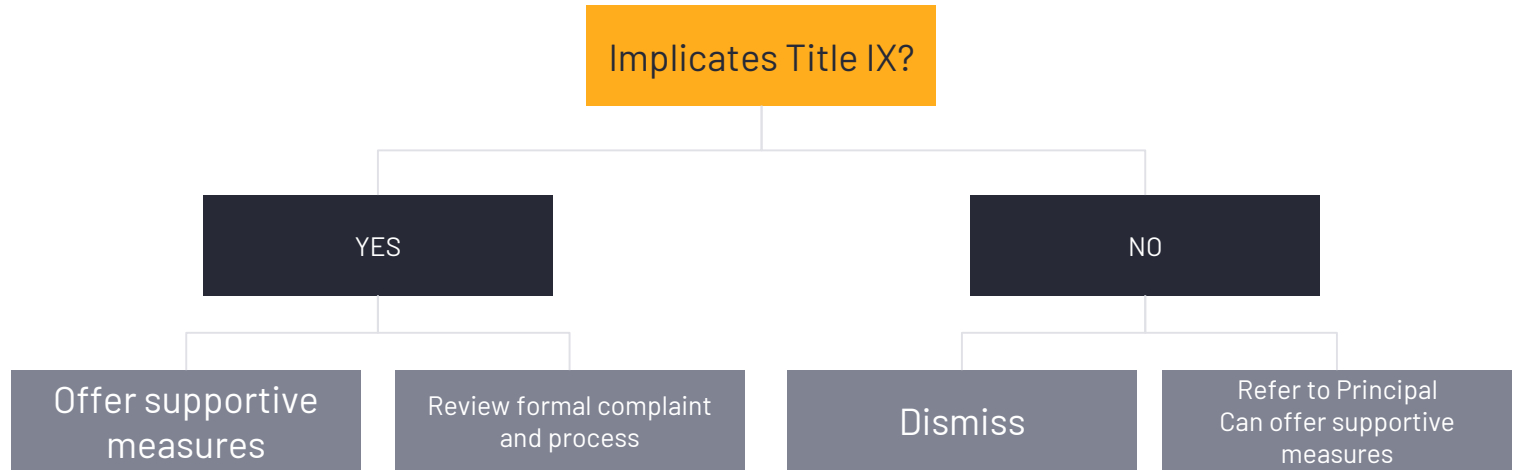 Implicates Title IX?
YES
NO
Offer supportive
measures
Review formal complaint
and process
Dismiss
Refer to Principal
Can offer supportive
measures